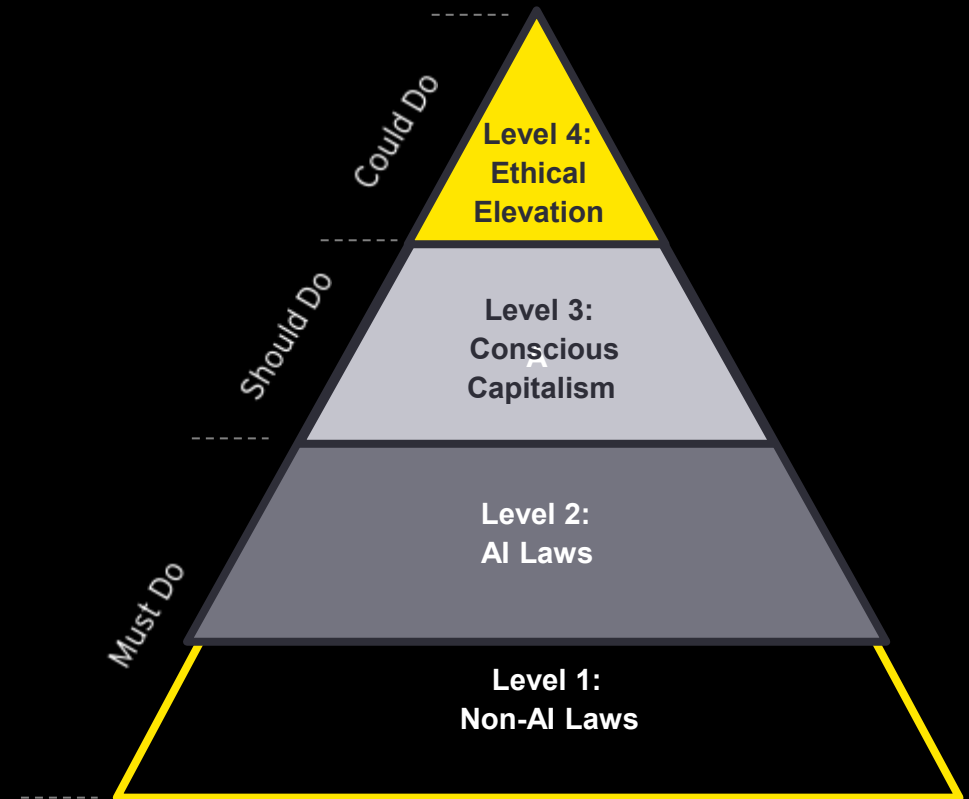 Could Do
Level 4:
Ethical
Elevation
Should Do
Level 3:
Conscious
A
Capitalism
Must Do
Level 2:
AI Laws
Level 1:
Non-AI Laws